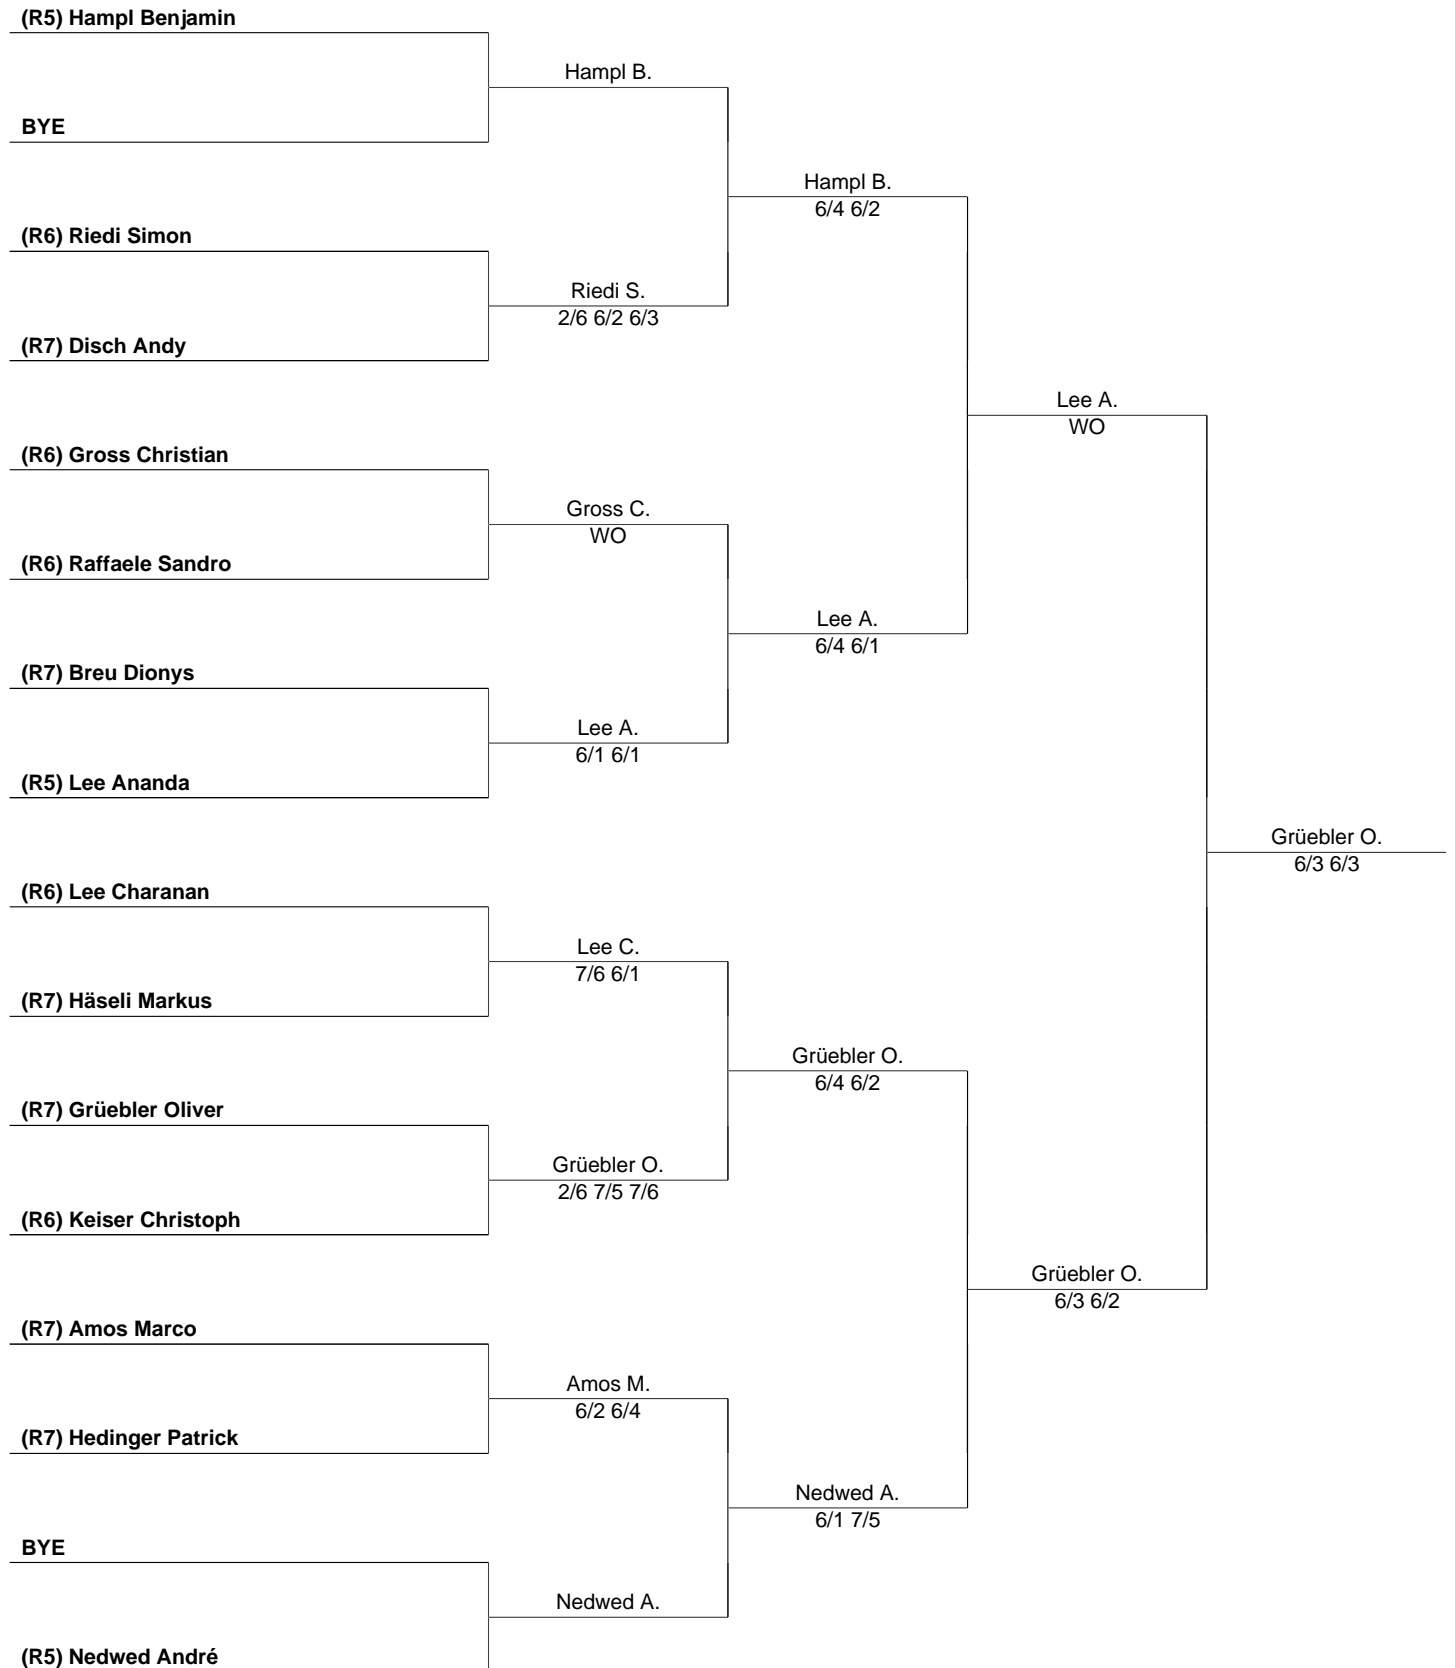 (R5) Hampl Benjamin
Hampl B.
BYE
Hampl B.
6/4 6/2
(R6) Riedi Simon
Riedi S.
2/6 6/2 6/3
(R7) Disch Andy
Lee A.
WO
(R6) Gross Christian
Gross C.
WO
(R6) Raffaele Sandro
Lee A.
6/4 6/1
(R7) Breu Dionys
Lee A.
6/1 6/1
(R5) Lee Ananda
Grüebler O.
6/3 6/3
(R6) Lee Charanan
Lee C.
7/6 6/1
(R7) Häseli Markus
Grüebler O.
6/4 6/2
(R7) Grüebler Oliver
Grüebler O.
2/6 7/5 7/6
(R6) Keiser Christoph
Grüebler O.
6/3 6/2
(R7) Amos Marco
Amos M.
6/2 6/4
(R7) Hedinger Patrick
Nedwed A.
6/1 7/5
BYE
Nedwed A.
(R5) Nedwed André